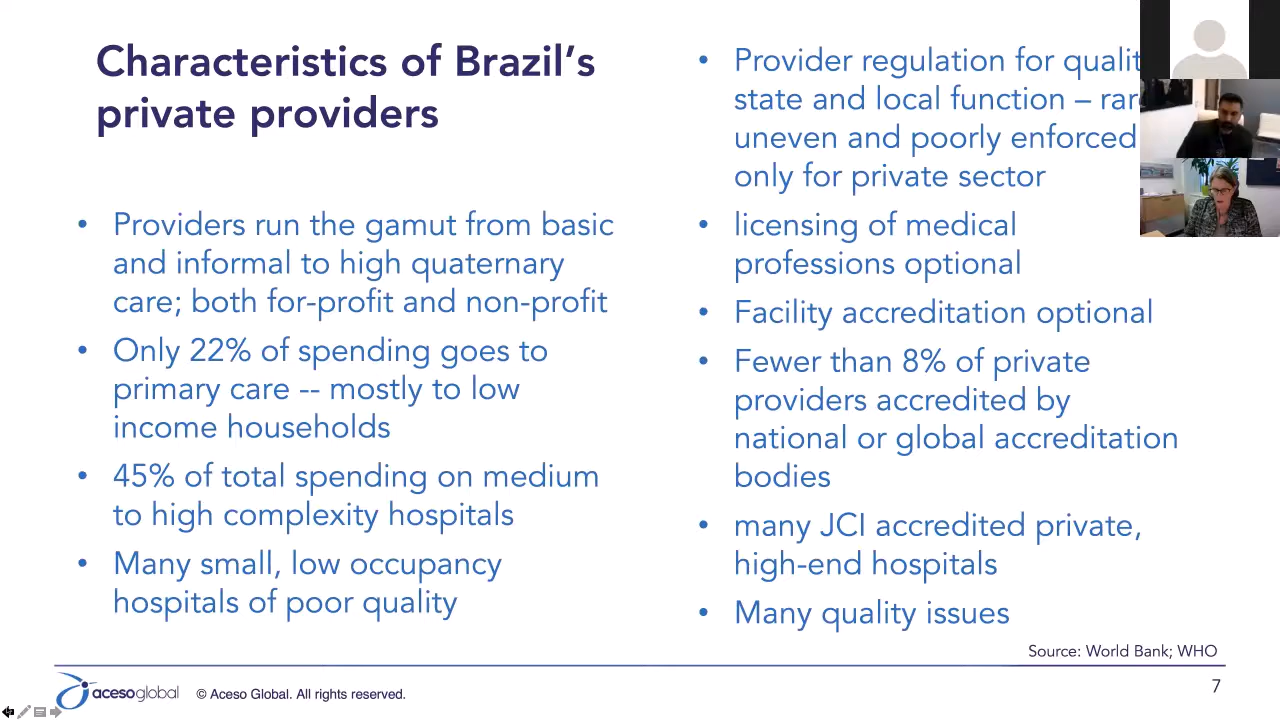 Characteristics of Brazil's
private providers
• Providers run the gamut from basic
and informal to high quaternary
care; both for-profit and non-profit
• Only 22% of spending goes to
primary care -- mostly to low
income households
• 45% of total spending on medium
to high complexity hospitals
• Many small, low occupancy
hospitals of poor quality
• Provider regulation for
state and local function –
uneven and poorly enforced
only for private sector
• licensing of medical
professions optional
• Facility accreditation optional
• Fewer than 8% of private
providers accredited by
national or global accreditation
bodies
• many JCI accredited private,
high-end hospitals
• Many quality issues
Source: World Bank; WHO
acesoglobal
© Aceso Global. All rights reserved.
7